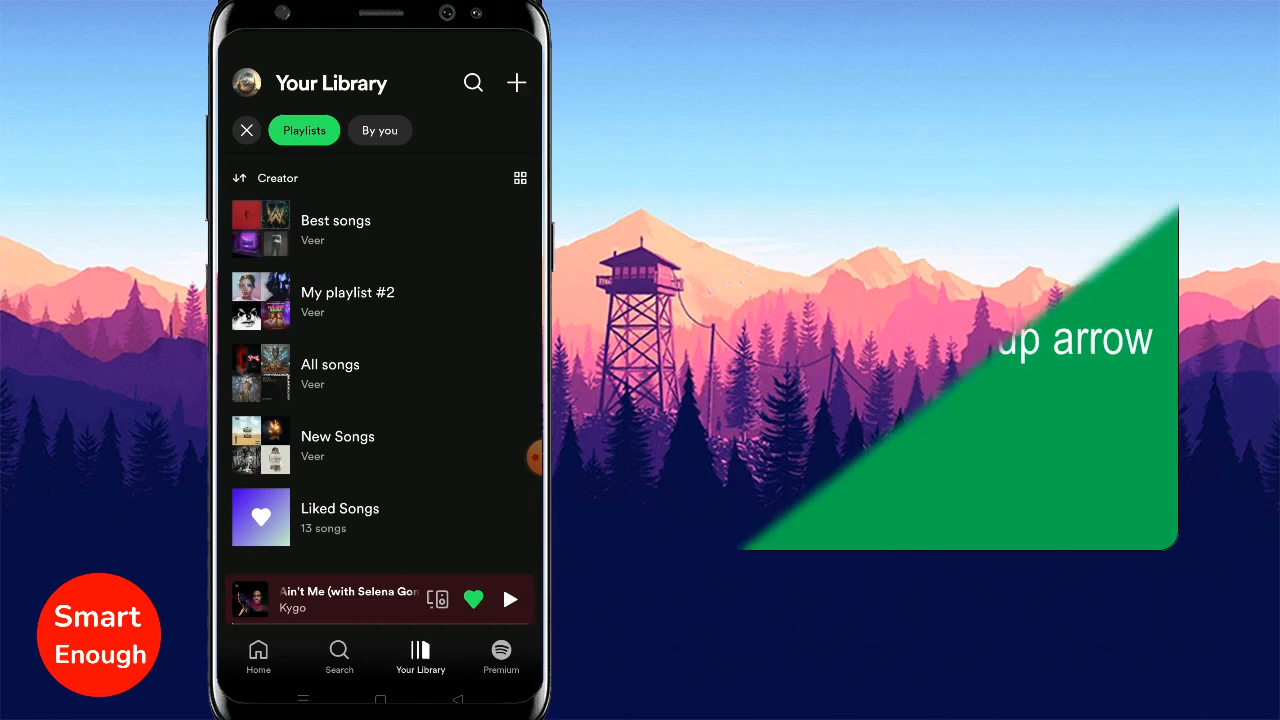 Your Library
Playlists
By you
Creator
Best songs
Veer
My playlist #2
Veer
All songs
Veer
New Songs
Veer
Liked Songs
13 songs
Ain't Me (with Selena Gon
Kygo
Home
Search
Your Library
Premium
up arrow
Smart
Enough